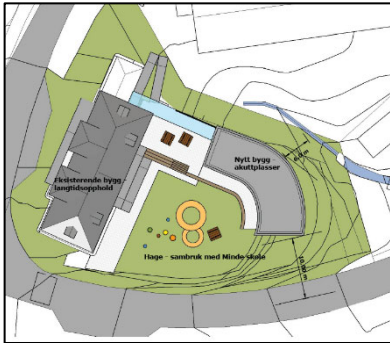 Nytt bygg -
akuttplasser
Eksisterende bygg
langtidsopphold
Hage - sambruk med Minde skole